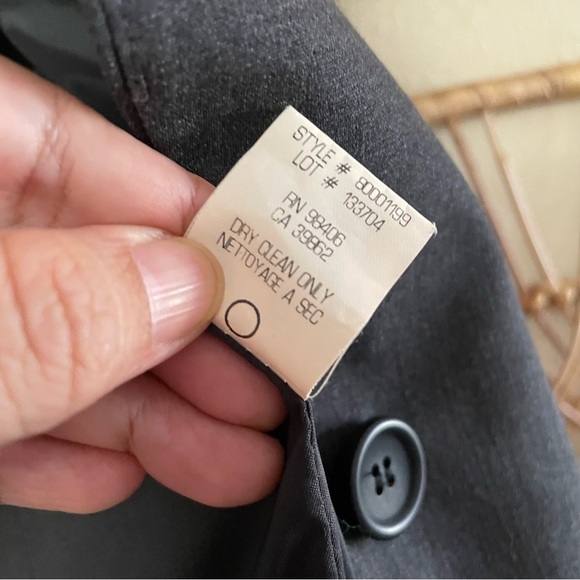 STYLE # 80001199
LOT # 133704
RN 98406
CA 39862
DRY CLEAN ONLY
NETTOYAGE A SEC